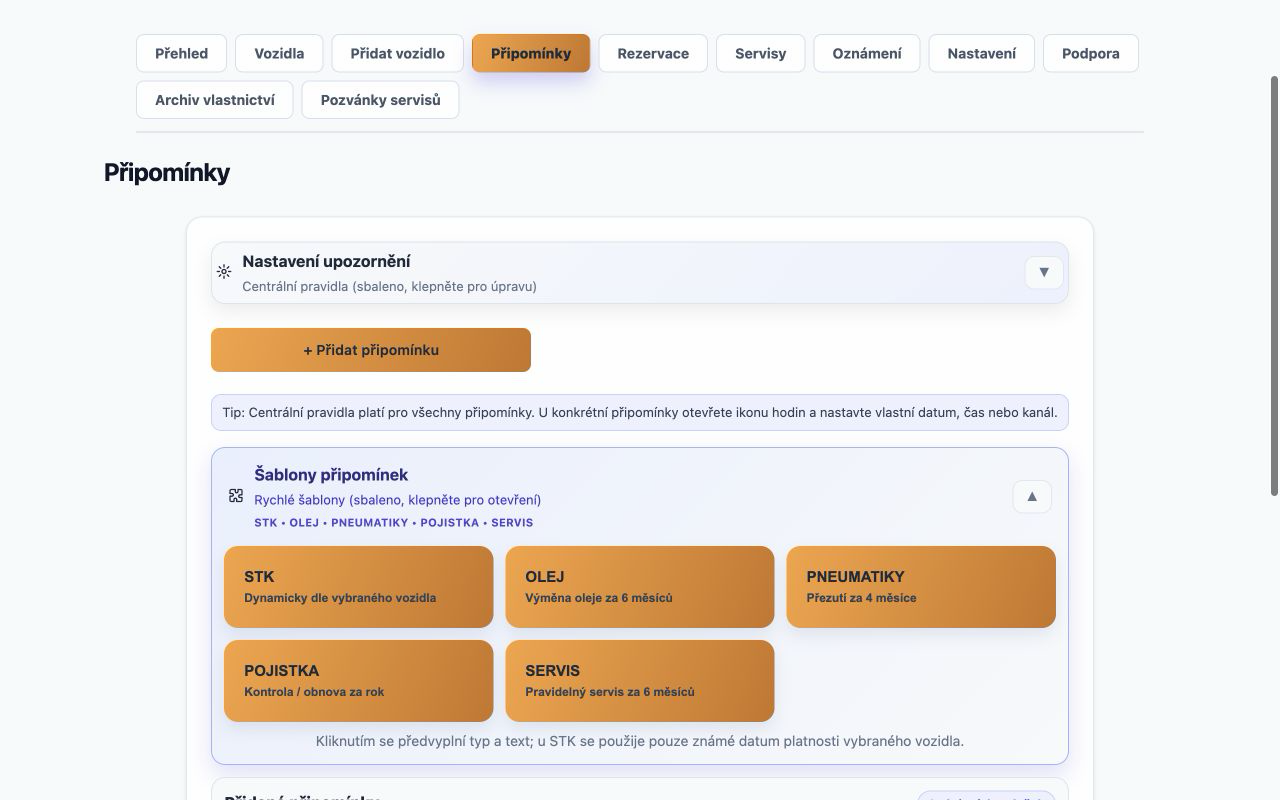 Přehled
Vozidla
Přidat vozidlo
Připomínky
Rezervace
Servisy
Oznámení
Nastavení
Podpora
Archiv vlastnictví
Pozvánky servisů
Připomínky
Nastavení upozornění
Centrální pravidla (sbaleno, klepněte pro úpravu)
▼
+ Přidat připomínku
Tip: Centrální pravidla platí pro všechny připomínky. U konkrétní připomínky otevřete ikonu hodin a nastavte vlastní datum, čas nebo kanál.
Šablony připomínek
Rychlé šablony (sbaleno, klepněte pro otevření)
STK • OLEJ • PNEUMATIKY • POJISTKA • SERVIS
▲
STK
Dynamicky dle vybraného vozidla
OLEJ
Výměna oleje za 6 měsíců
PNEUMATIKY
Přezutí za 4 měsíce
POJISTKA
Kontrola / obnova za rok
SERVIS
Pravidelný servis za 6 měsíců
Kliknutím se předvyplní typ a text; u STK se použije pouze známé datum platnosti vybraného vozidla.